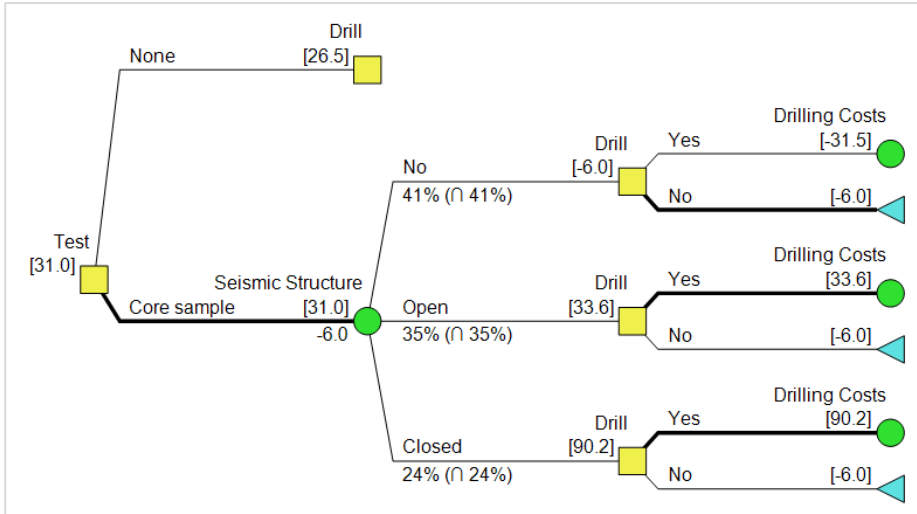 Drill
None [26.5]
Drilling Costs
Drill Yes [-31.5]
No [-6.0]
41% (∩ 41%) No [-6.0]
Test
[31.0]
Seismic Structure Drill Drilling Costs
Yes [33.6]
Core sample [31.0] Open [33.6]
-6.0 35% (∩ 35%) No [-6.0]
Drilling Costs
Drill Yes [90.2]
Closed [90.2]
24% (∩ 24%) No [-6.0]